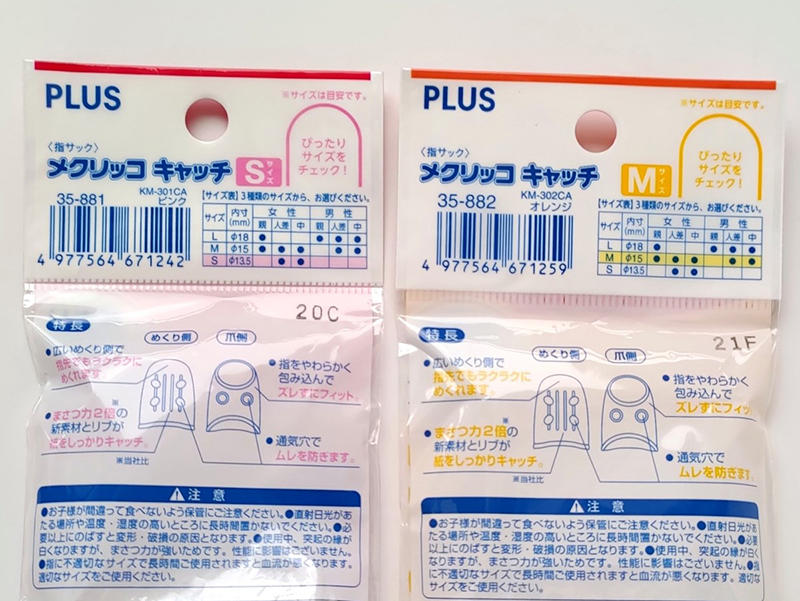 PLUS
※サイズは目安です。
〈指サック〉
メクリッコ キャッチ Sサイズ
ぴったり
サイズを
チェック!
KM-301CA
35-881 ピンク
4 977564 671242
【サイズ表】3種類のサイズから、お選びください。
サイズ 内寸(mm) 女性 男性
親 人差 中 親 人差 中
L φ18 ● ● ● ●
M φ15 ● ● ● ● ●
S φ13.5 ● ●
20C
特長
めくり側 爪側
●広いめくり側で
指先でもラクラクに
めくれます。
●指をやわらかく
包み込んで
ズレずにフィット。
●まさつ力2倍※の
新素材とリブが
紙をしっかりキャッチ。
※当社比
●通気穴で
ムレを防ぎます。
注意
●お子様が間違って食べないよう保管にご注意ください。●直射日光があ
たる場所や温度・湿度の高いところに長時間置かないでください。●必
要以上にのばすと変形・破損の原因となります。●使用中、突起の縁が
白くなりますが、まさつ力が強いためです。性能に影響はございません。
●指に不適切なサイズで長時間ご使用されますと血流が悪くなります。適切なサイズをご使用ください。
PLUS
※サイズは目安です。
〈指サック〉
メクリッコ キャッチ Mサイズ
ぴったり
サイズを
チェック!
KM-302CA
35-882 オレンジ
4 977564 671259
【サイズ表】3種類のサイズから、お選びください。
サイズ 内寸(mm) 女性 男性
親 人差 中 親 人差 中
L φ18 ● ● ● ●
M φ15 ● ● ● ● ●
S φ13.5 ● ●
21F
特長
めくり側 爪側
●広いめくり側で
指先でもラクラクに
めくれます。
●指をやわらかく
包み込んで
ズレずにフィッ
●まさつ力2倍※の
新素材とリブが
紙をしっかりキャッチ。
※当社比
●通気穴で
ムレを防ぎます。
注意
●お子様が間違って食べないよう保管にご注意ください。●直射日光があ
たる場所や温度・湿度の高いところに長時間置かないでください。●必
要以上にのばすと変形・破損の原因となります。●使用中、突起の縁が白
くなりますが、まさつ力が強いためです。性能に影響はございません。●指
に不適切なサイズで長時間ご使用されますと血流が悪くなります。適切な
サイズをご使用ください。